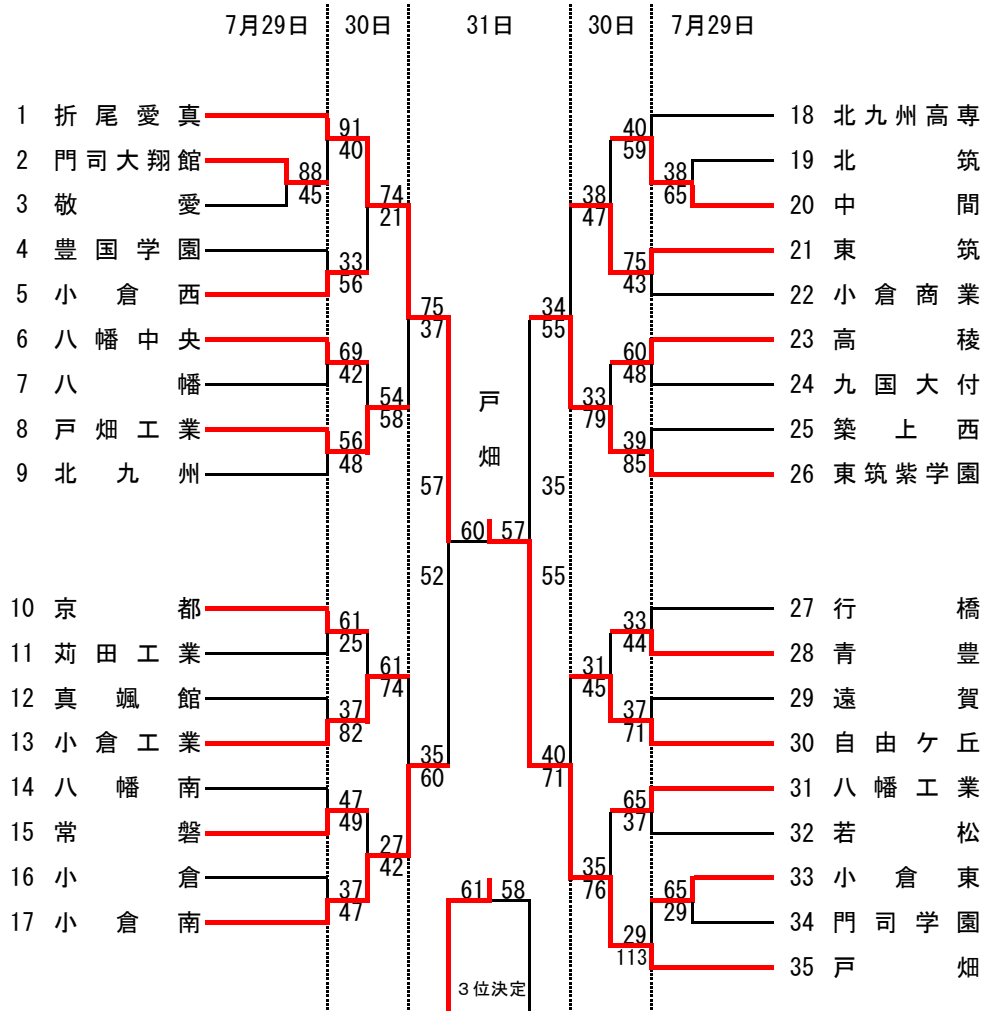 7月29日 30日 31日 30日 7月29日
1 折尾愛真
2 門司大翔館
3 敬愛
4 豊国学園
5 小倉西
6 八幡中央
7 八幡
8 戸畑工業
9 北九州
10 京都
11 苅田工業
12 真颯館
13 小倉工業
14 八幡南
15 常磐
16 小倉
17 小倉南
91
40
88
45
74
21
33
56
75
37
69
42
54
58
56
48
57
52
61
25
61
74
37
82
35
60
47
49
27
42
37
47
戸畑
60 57
61 58
3位決定
40
59
38
65
38
47
75
43
34
55
60
48
33
79
39
85
35
55
33
44
31
45
37
71
40
71
65
37
35
76
65
29
29
113
18 北九州高専
19 北筑
20 中間
21 東筑
22 小倉商業
23 高稜
24 九国大付
25 築上西
26 東筑紫学園
27 行橋
28 青豊
29 遠賀
30 自由ケ丘
31 八幡工業
32 若松
33 小倉東
34 門司学園
35 戸畑